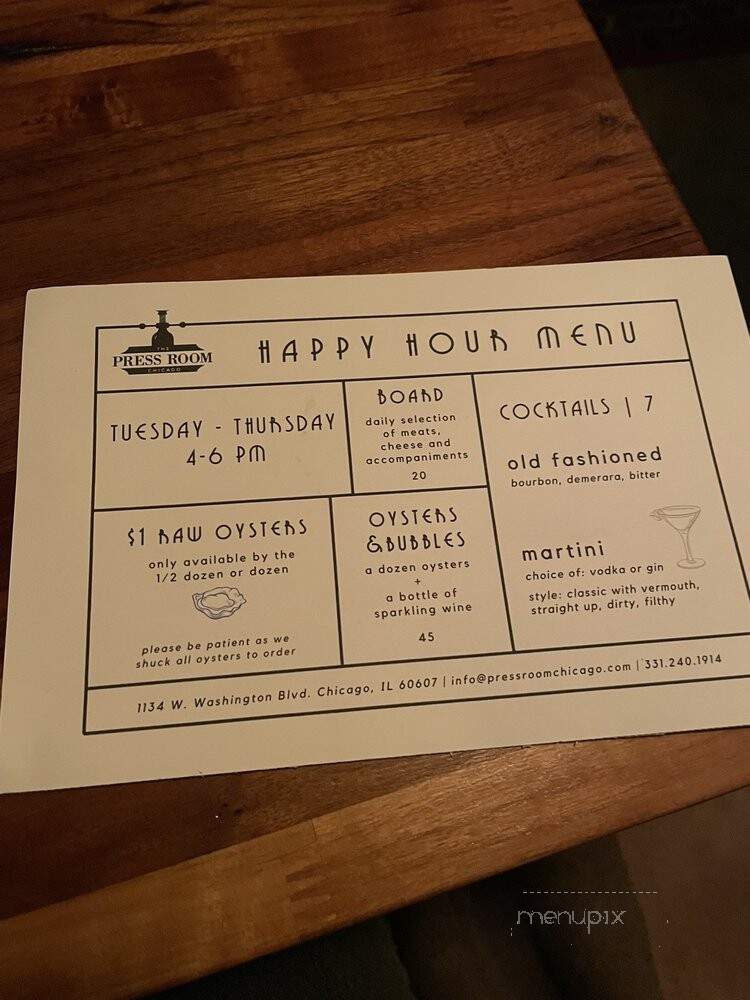 THE
PRESS ROOM
CHICAGO
HAPPY HOUR MENU
TUESDAY - THURSDAY
4-6 PM
BOARD
daily selection
of meats,
cheese and
accompaniments
20
COCKTAILS | 7
old fashioned
bourbon, demerara, bitter
martini
choice of: vodka or gin
style: classic with vermouth,
straight up, dirty, filthy
$1 RAW OYSTERS
only available by the
1/2 dozen or dozen
please be patient as we
shuck all oysters to order
OYSTERS
&BUBBLES
a dozen oysters
+
a bottle of
sparkling wine
45
1134 W. Washington Blvd. Chicago, IL 60607 | info@pressroomchicago.com | 331.240.1914
menupix